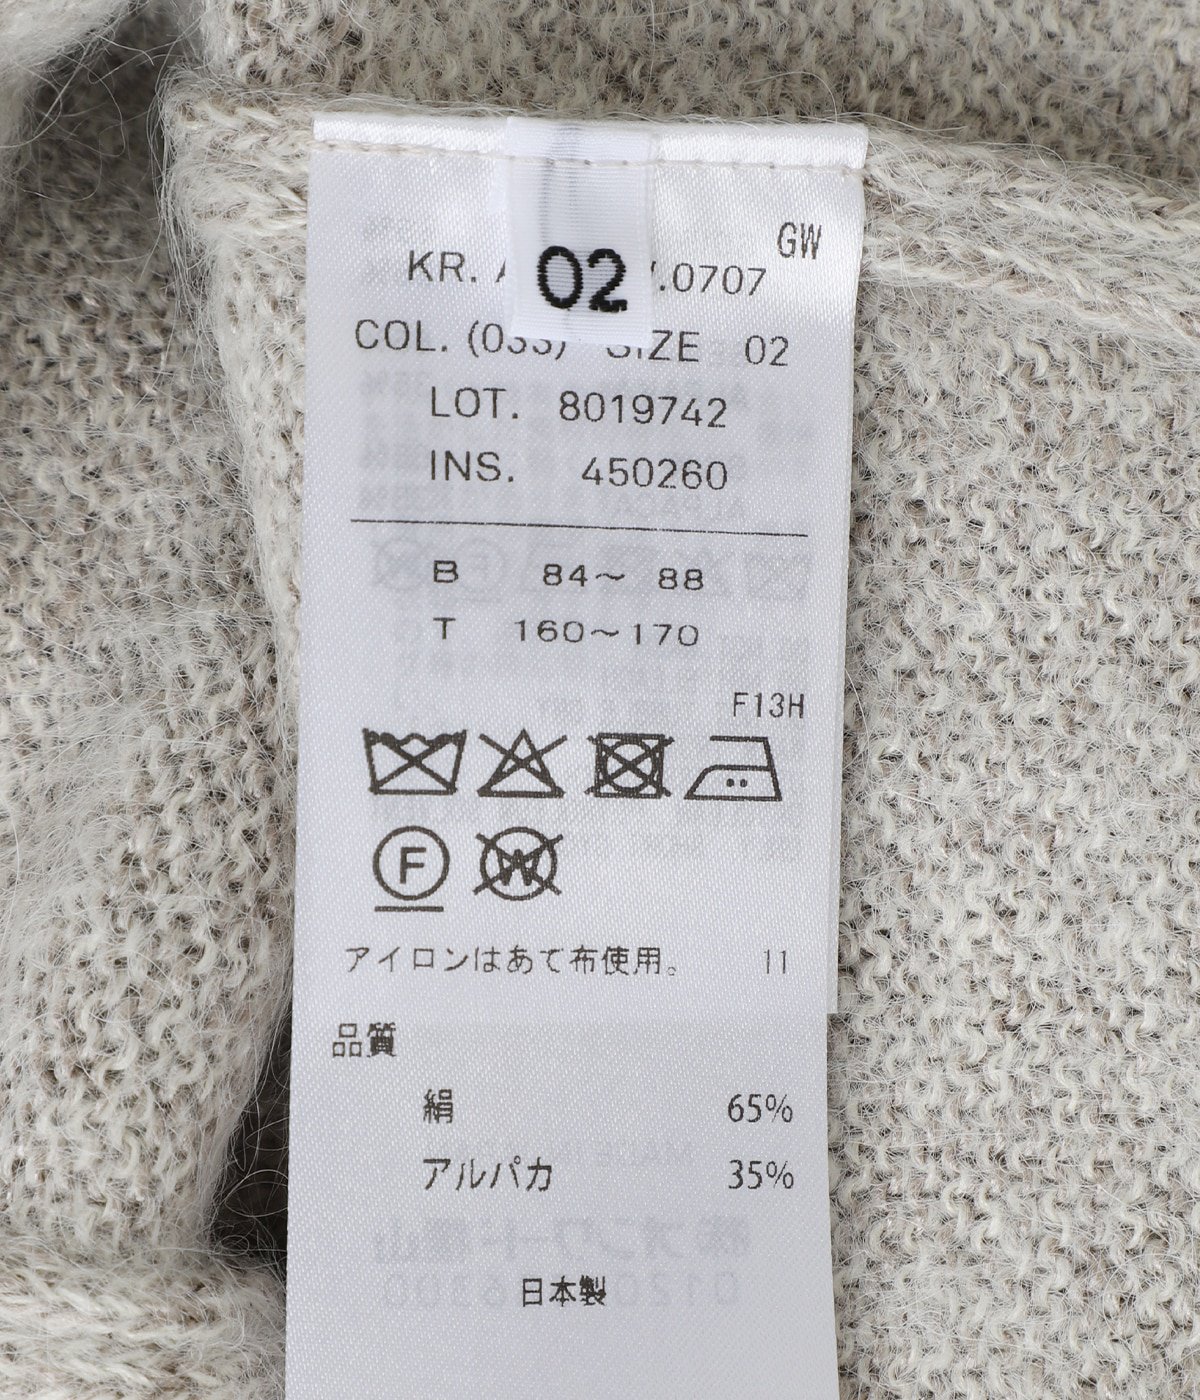 GW
02
KR. .0707
COL. (033) SIZE 02
LOT. 8019742
INS. 450260
B 84〜 88
T 160〜170
F13H
F W
アイロンはあて布使用。 11
品質
絹 65%
アルパカ 35%
日本製